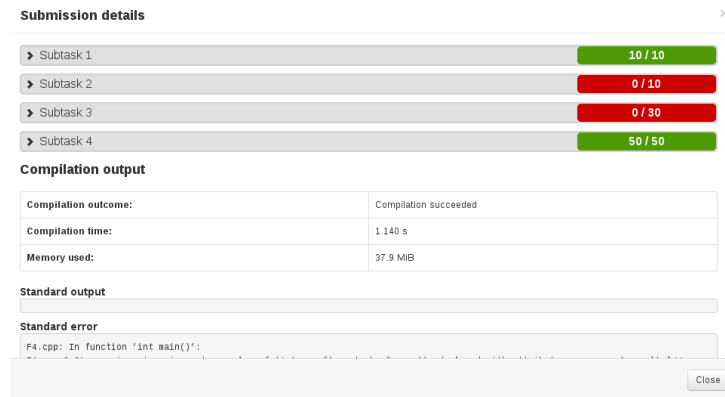 Submission details
Subtask 1
10 / 10
Subtask 2
0 / 10
Subtask 3
0 / 30
Subtask 4
50 / 50
Compilation output
Compilation outcome: Compilation succeeded
Compilation time: 1.140 s
Memory used: 37.9 MiB
Standard output
Standard error
F4.cpp: In function 'int main()':
Close